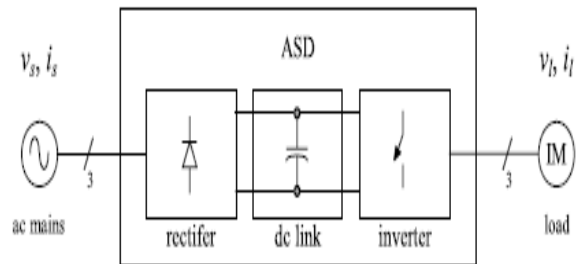 ASD
vs, is
vl, il
3
3
IM
ac mains
rectifer
dc link
inverter
load